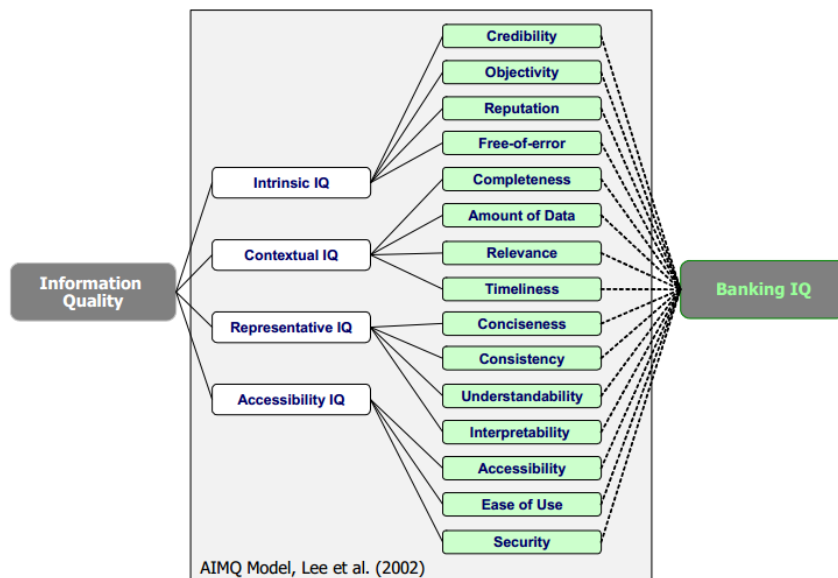 Credibility
Objectivity
Reputation
Free-of-error
Intrinsic IQ
Completeness
Amount of Data
Contextual IQ
Relevance
Information
Quality
Timeliness
Banking IQ
Representative IQ
Conciseness
Consistency
Accessibility IQ
Understandability
Interpretability
Accessibility
Ease of Use
Security
AIMQ Model, Lee et al. (2002)